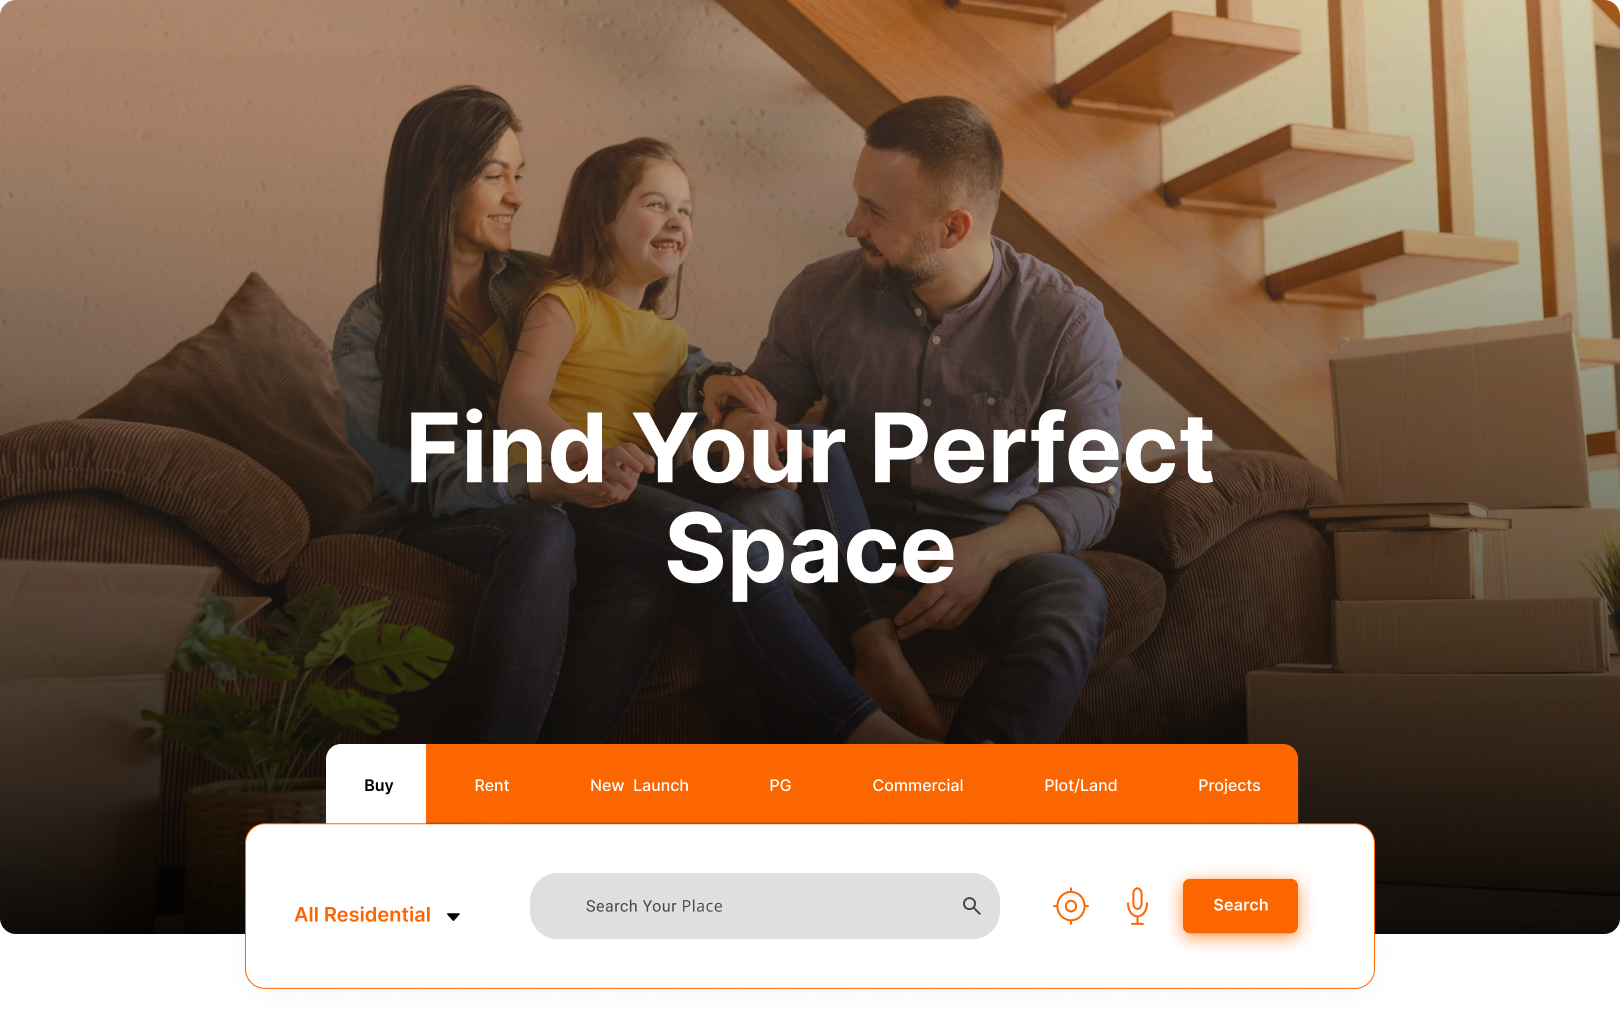 Find Your Perfect
Space
Buy
Rent
New Launch
PG
Commercial
Plot/Land
Projects
All Residential
Search Your Place
Search